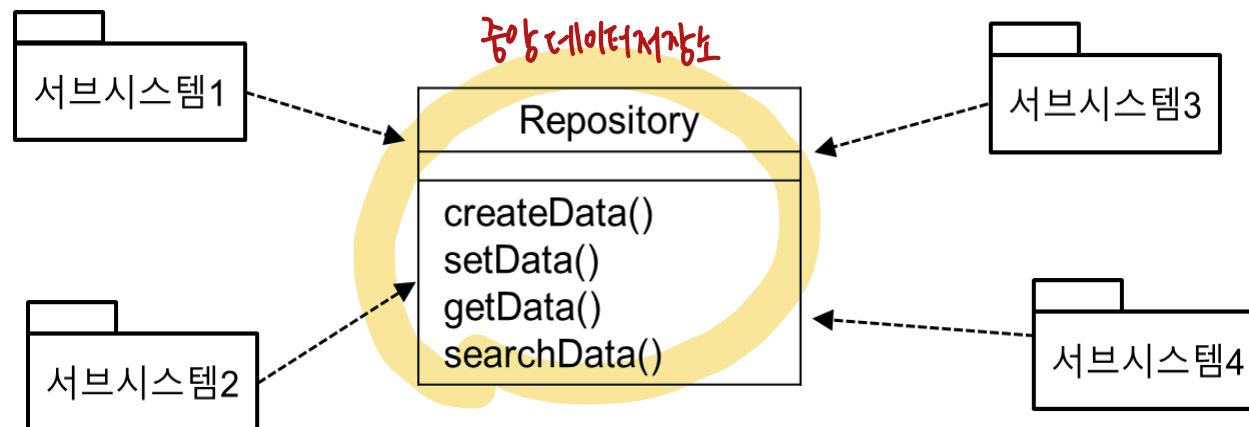 중앙 데이터저장소
서브시스템1
Repository
서브시스템3
createData()
setData()
getData()
searchData()
서브시스템2
서브시스템4